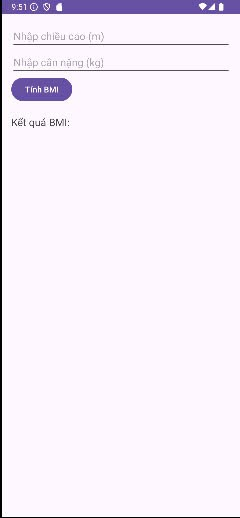 9:51
Nhập chiều cao (m)
Nhập cân nặng (kg)
Tính BMI
Kết quả BMI: